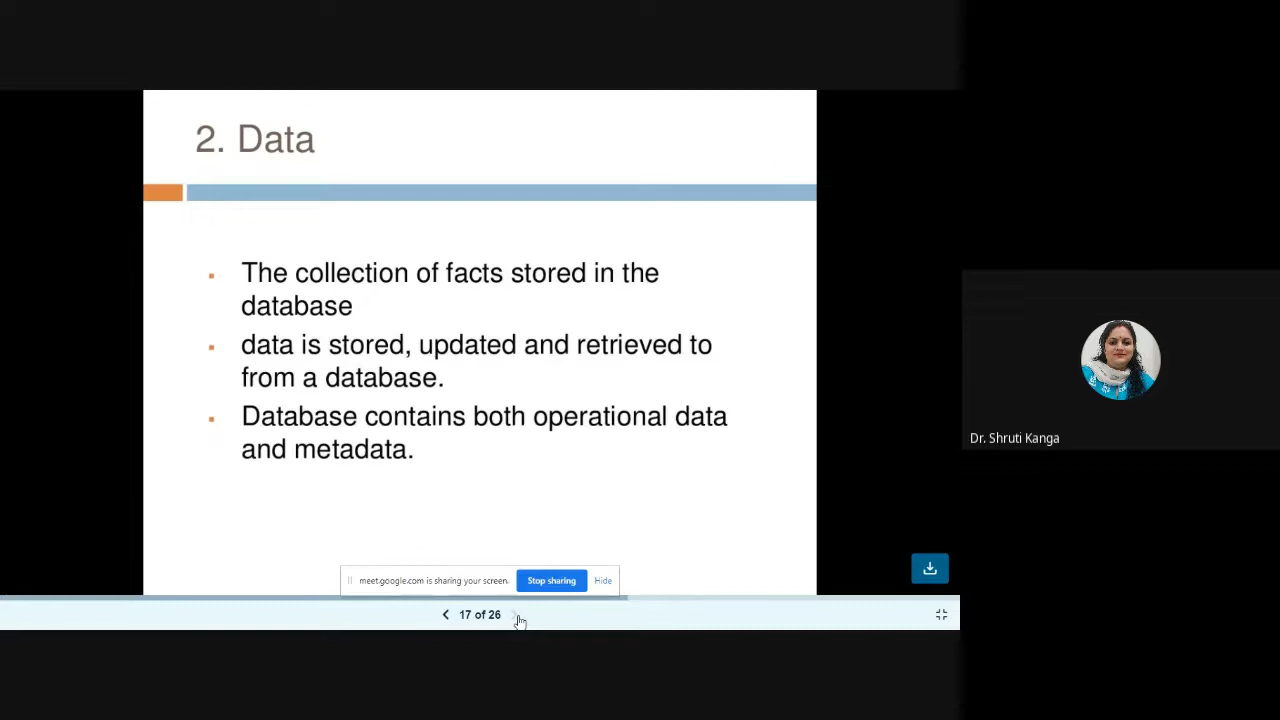 2. Data
The collection of facts stored in the
database
data is stored, updated and retrieved to
from a database.
Database contains both operational data
and metadata.
Dr. Shruti Kanga
meet.google.com is sharing your screen.
Stop sharing
Hide
17 of 26